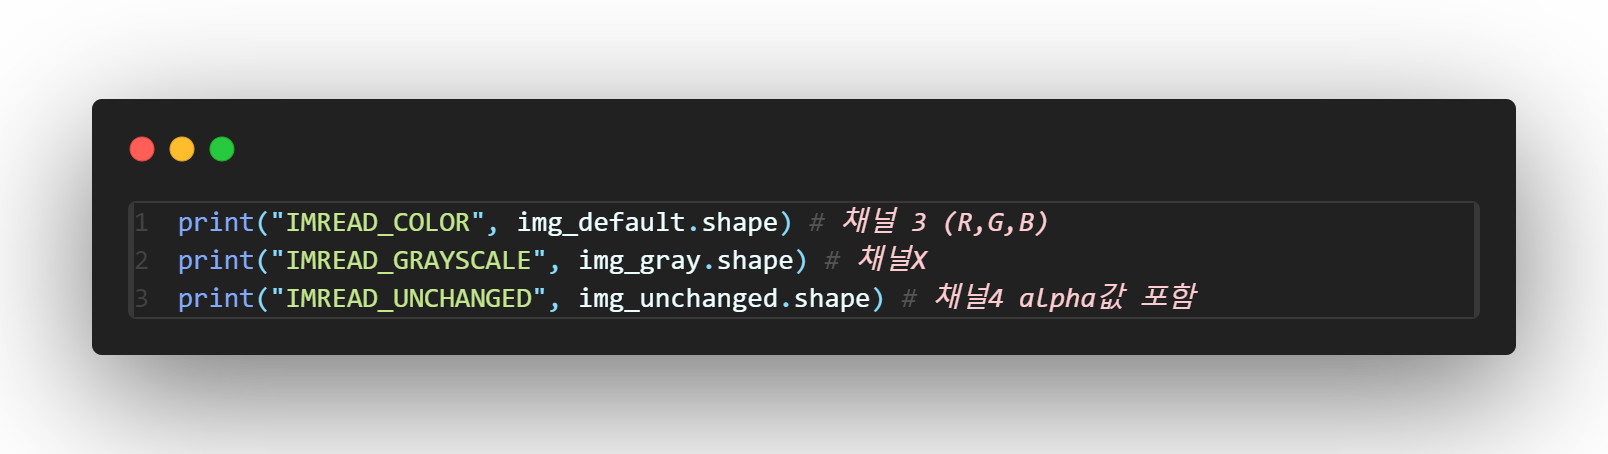 1 print("IMREAD_COLOR", img_default.shape) # 채널 3 (R,G,B)
2 print("IMREAD_GRAYSCALE", img_gray.shape) # 채널X
3 print("IMREAD_UNCHANGED", img_unchanged.shape) # 채널4 alpha값 포함